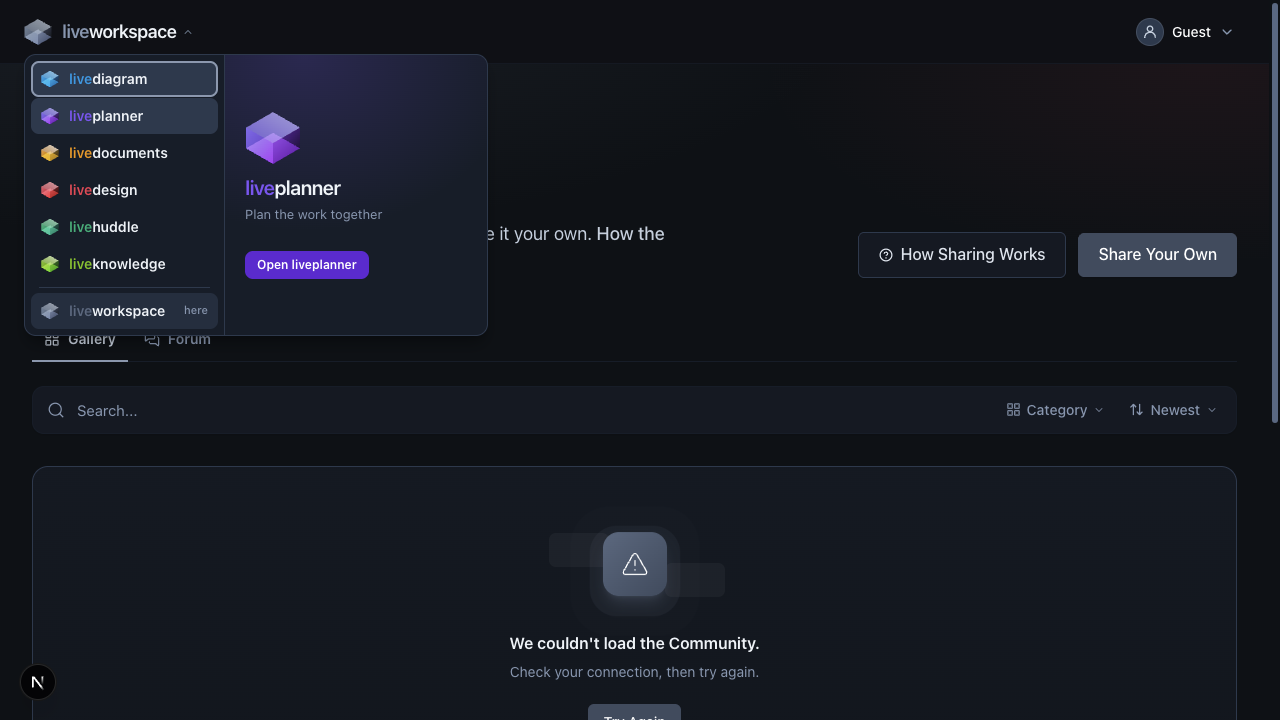 liveworkspace
Guest
livediagram
liveplanner
livedocuments
livedesign
livehuddle
liveknowledge
liveworkspace here
liveplanner
Plan the work together
Open liveplanner
e it your own. How the
How Sharing Works
Share Your Own
Gallery
Forum
Search...
Category
Newest
We couldn't load the Community.
Check your connection, then try again.
Try Again